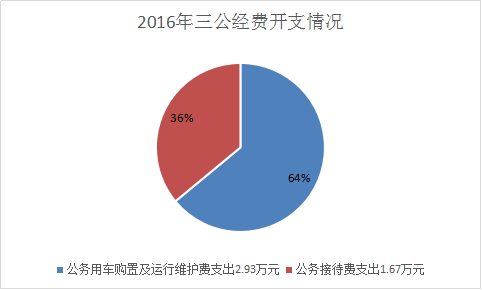 2016年三公经费开支情况
36%
64%
公务用车购置及运行维护费支出2.93万元 公务接待费支出1.67万元